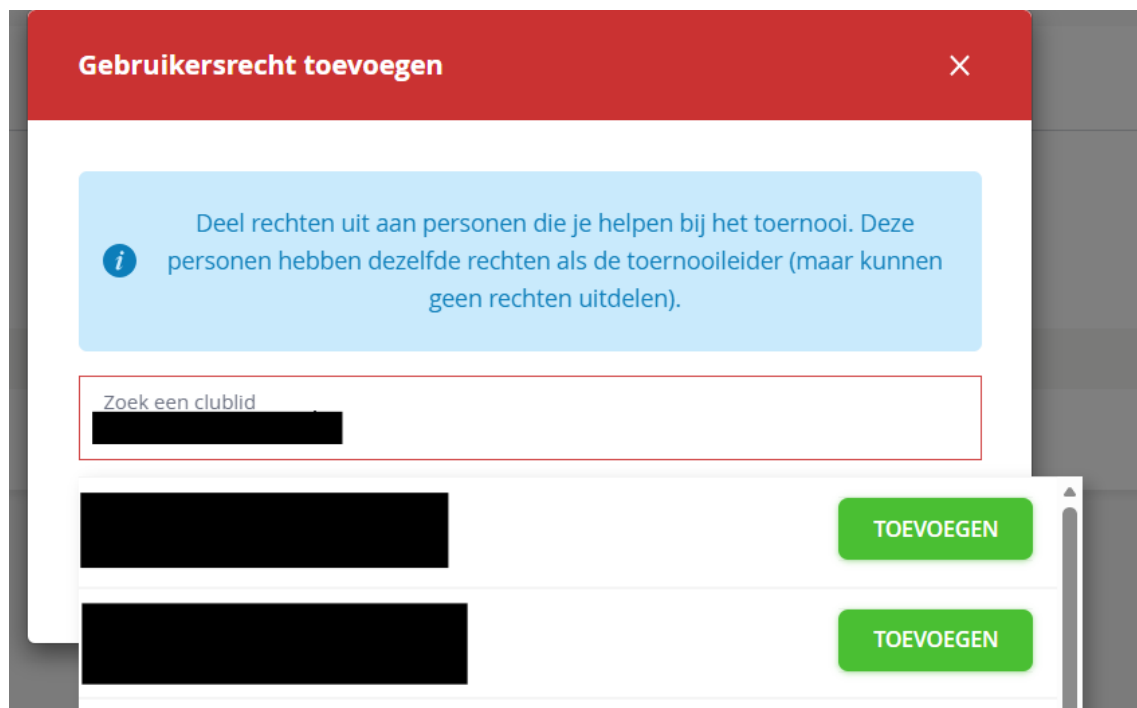 Gebruikersrecht toevoegen
Deel rechten uit aan personen die je helpen bij het toernooi. Deze
personen hebben dezelfde rechten als de toernooileider (maar kunnen
geen rechten uitdelen).
Zoek een clublid
TOEVOEGEN
TOEVOEGEN